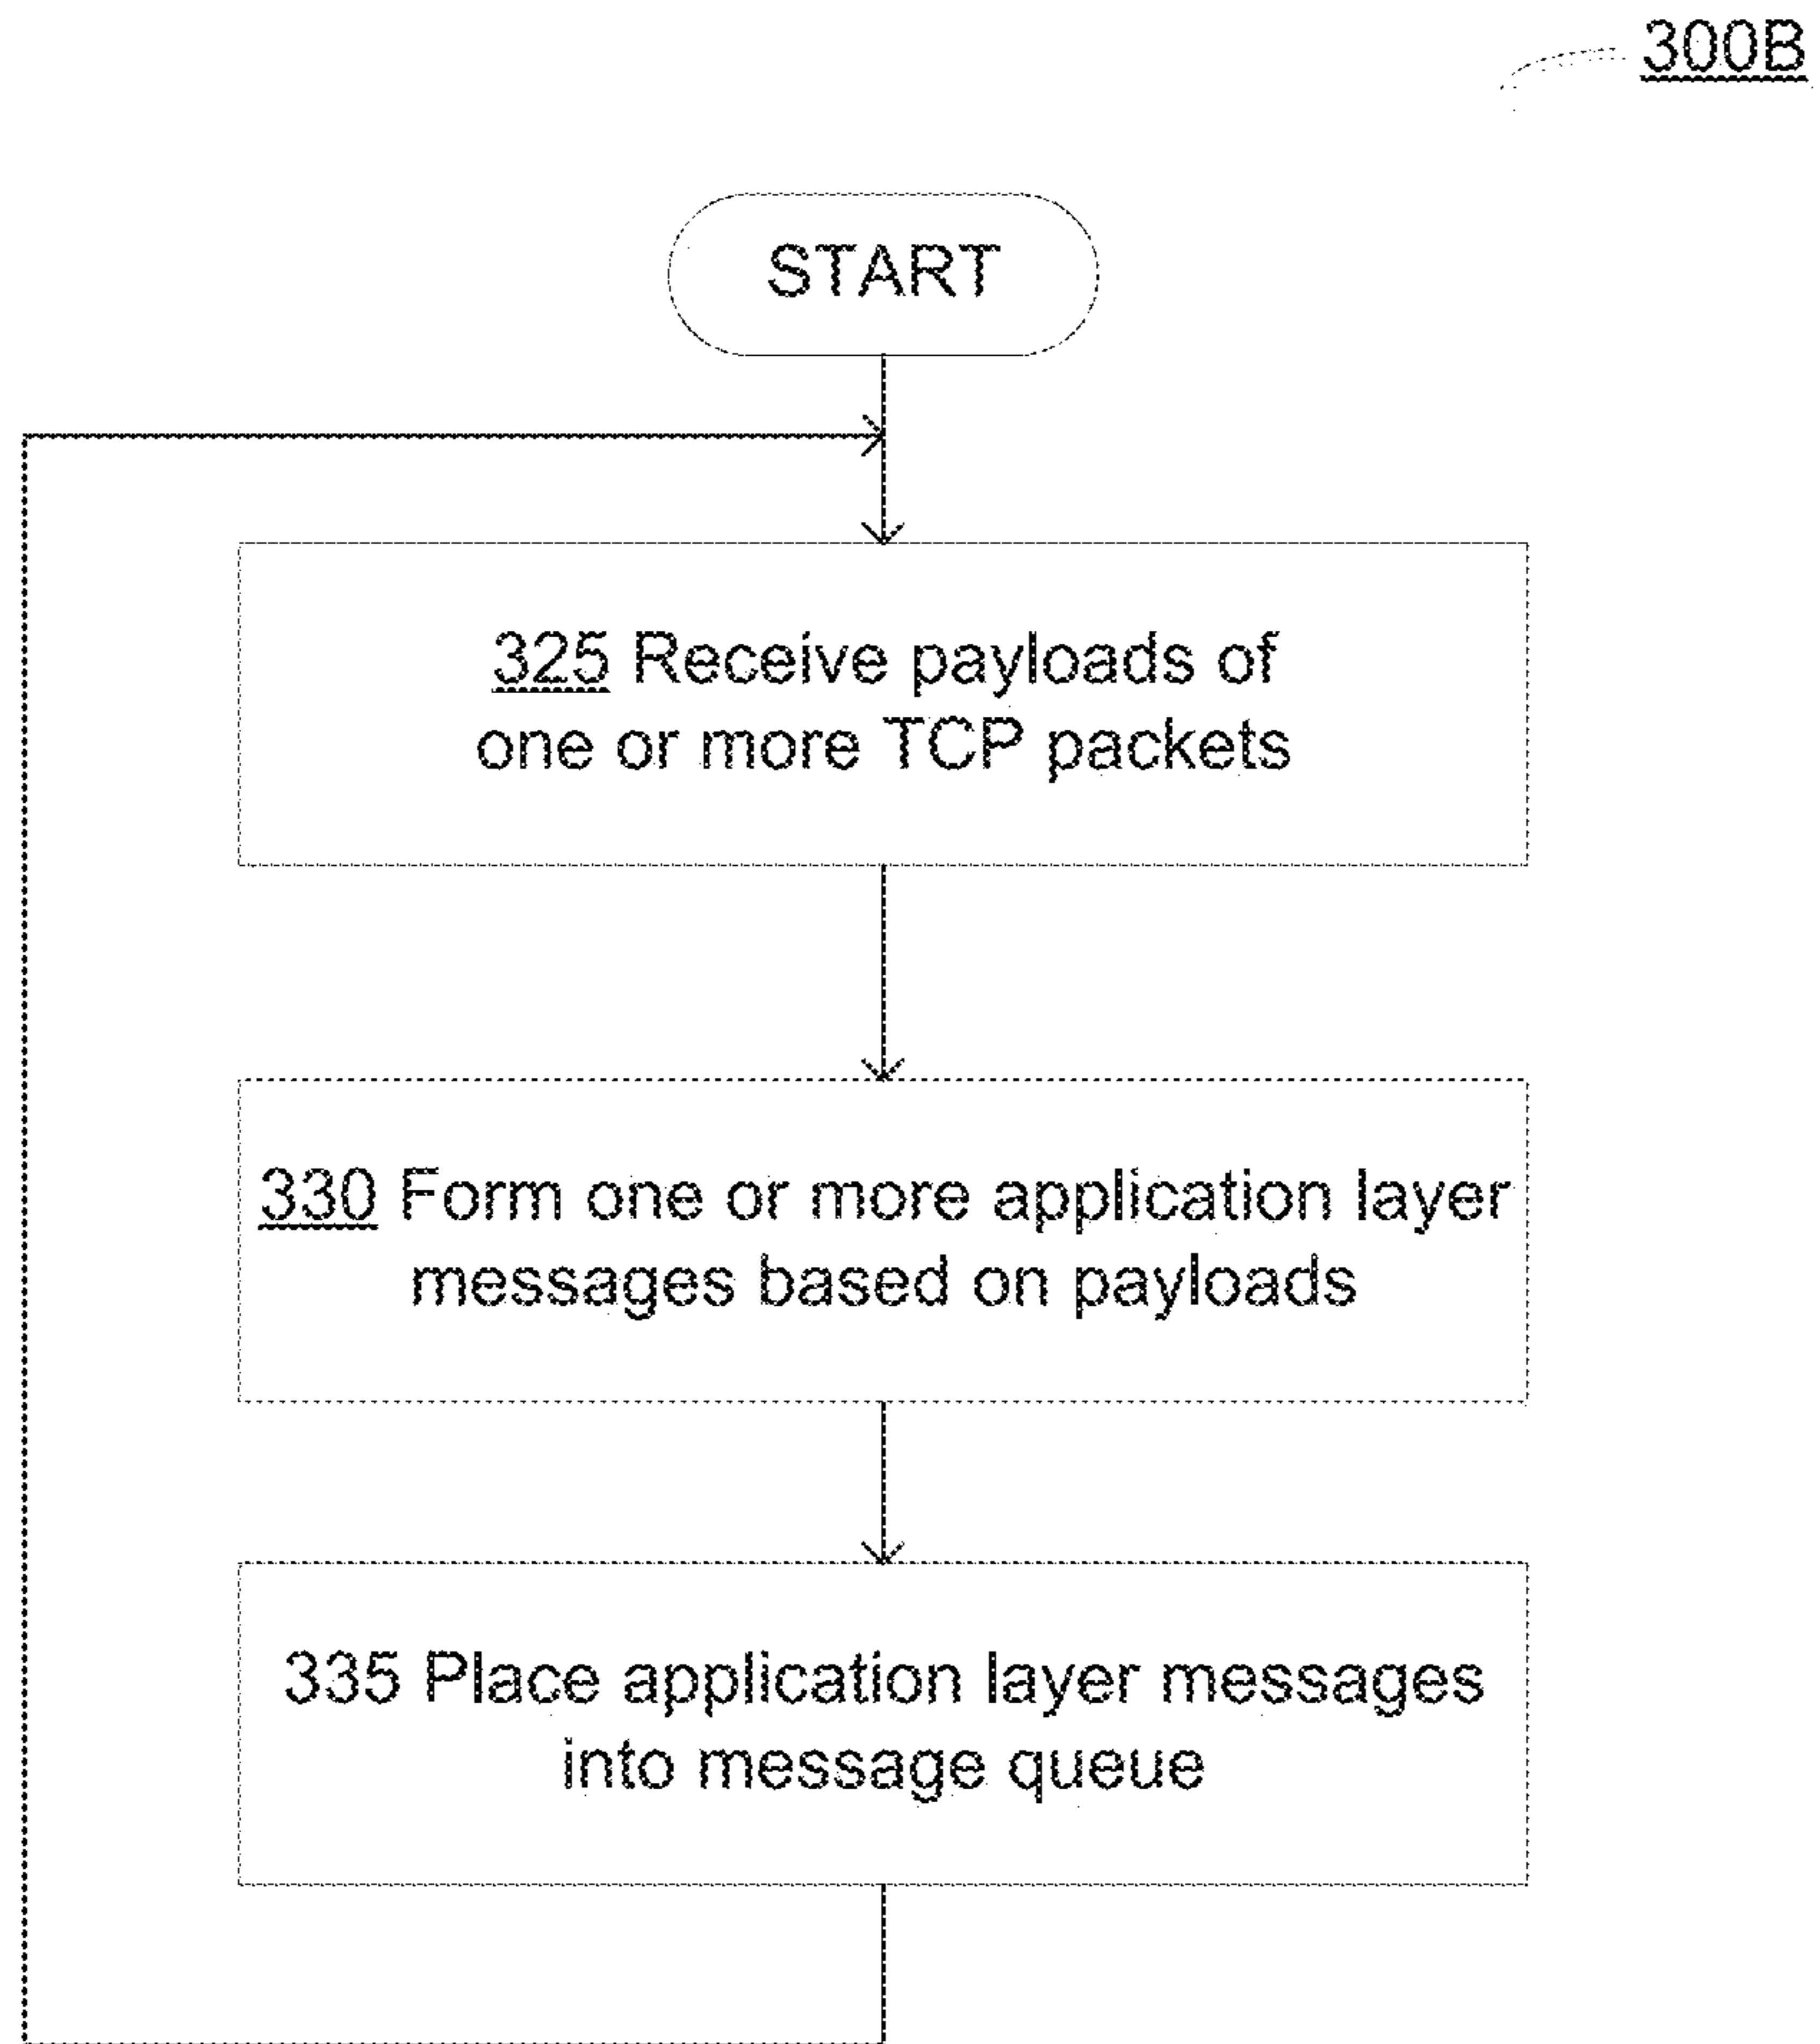 300B
START
325 Receive payloads of
one or more TCP packets
330 Form one or more application layer
messages based on payloads
335 Place application layer messages
into message queue